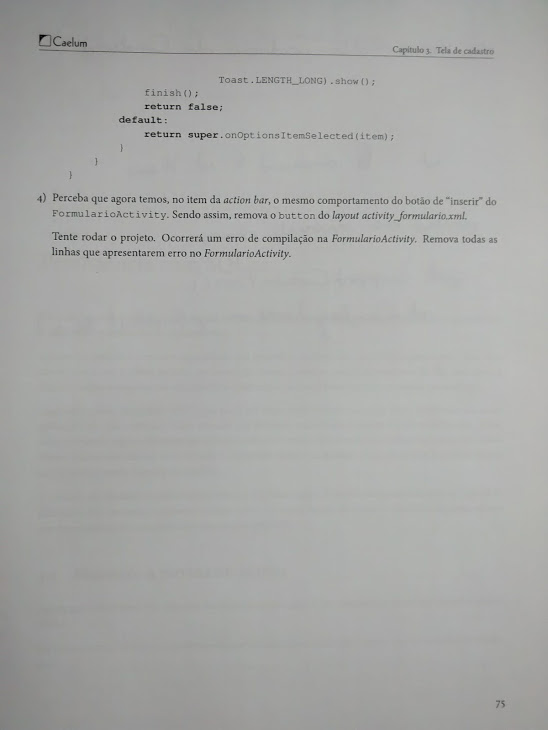 Caelum
Capítulo 3. Tela de cadastro
Toast.LENGTH_LONG).show();
finish();
return false;
default:
return super.onOptionsItemSelected(item);
}
}
}
4) Perceba que agora temos, no item da action bar, o mesmo comportamento do botão de "inserir" do
FormularioActivity. Sendo assim, remova o button do layout activity_formulario.xml.
Tente rodar o projeto. Ocorrerá um erro de compilação na FormularioActivity. Remova todas as
linhas que apresentarem erro no FormularioActivity.
75